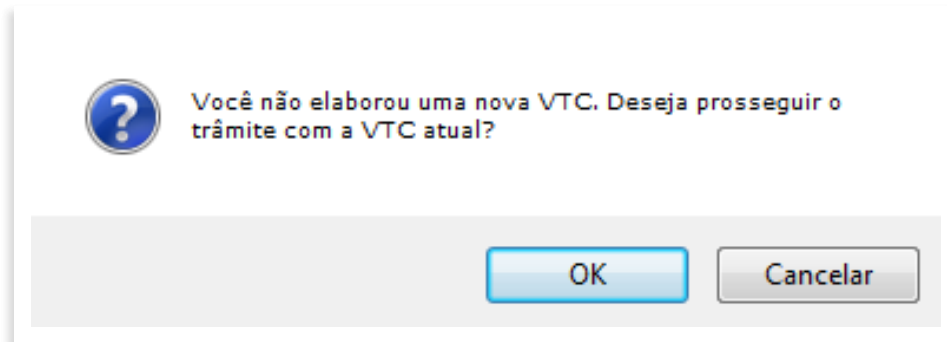 Você não elaborou uma nova VTC. Deseja prosseguir o
trâmite com a VTC atual?
OK
Cancelar